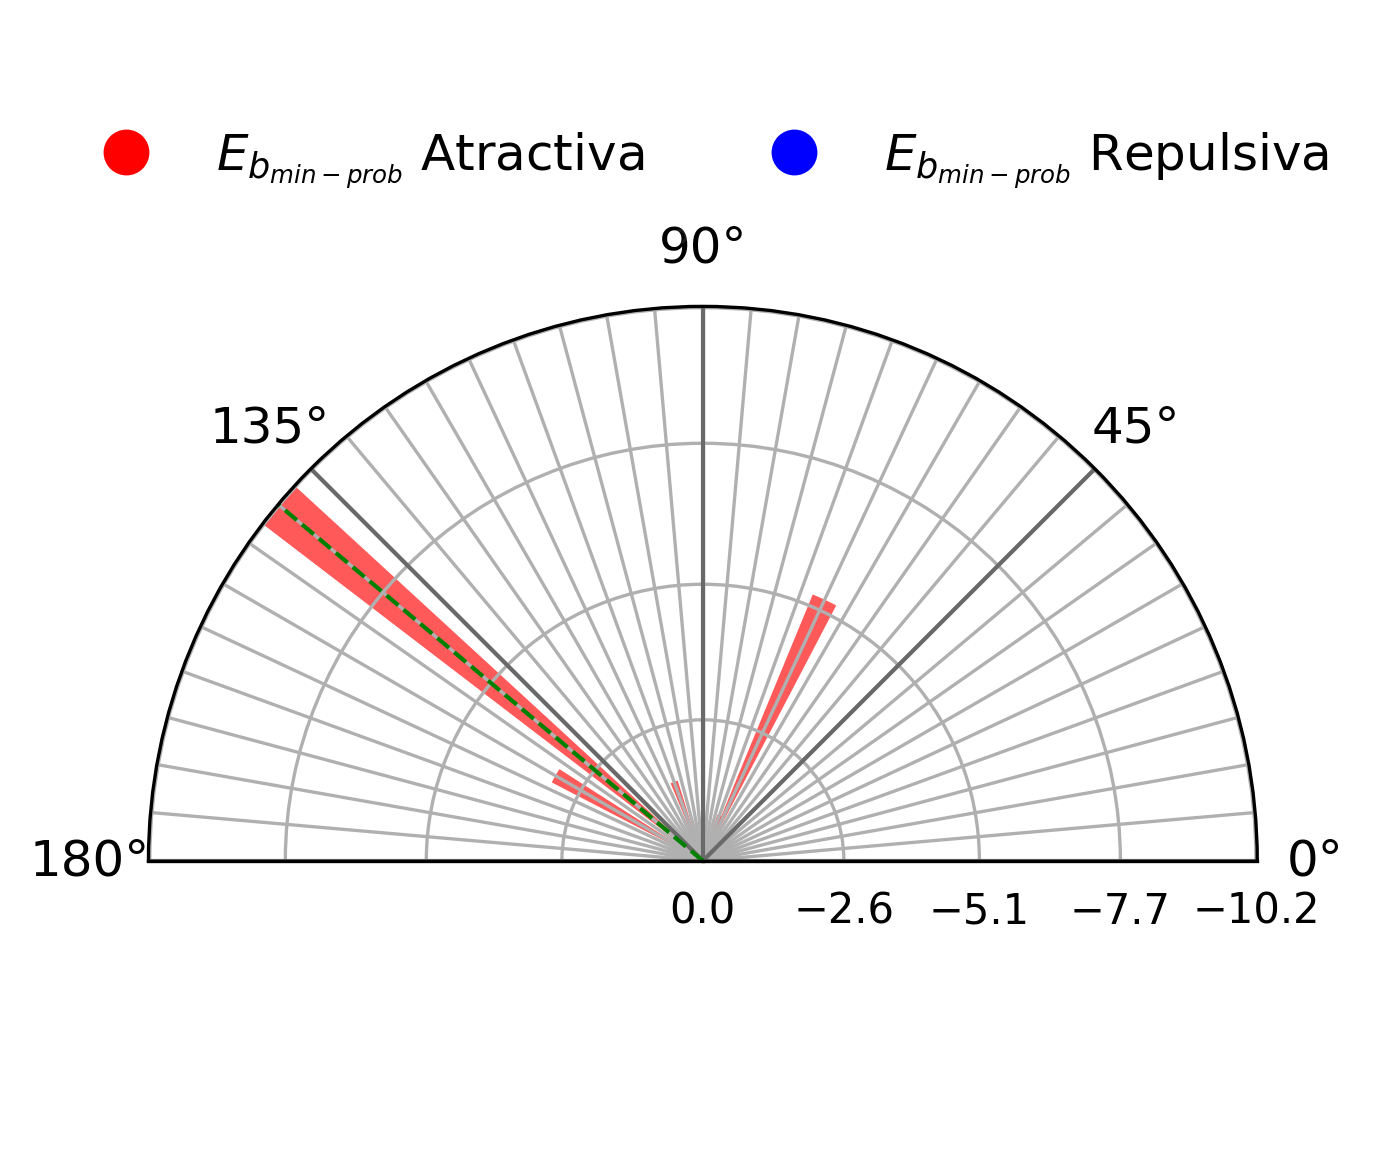 E_{b_{min-prob}} Atractiva E_{b_{min-prob}} Repulsiva
90°
135° 45°
180° 0°
0.0 −2.6 −5.1 −7.7 −10.2